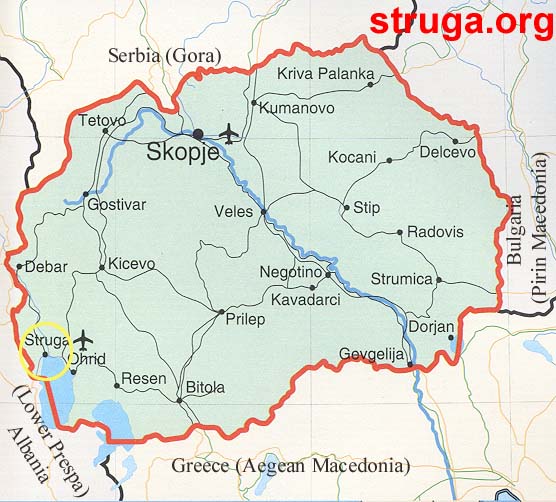 struga.org
Serbia (Gora)
Kriva Palanka
Kumanovo
Tetovo
Skopje
Kocani
Delcevo
Gostivar
Veles
Stip
Radovis
Bulgaria
(Pirin Macedonia)
Debar
Kicevo
Negotino
Strumica
Kavadarci
Prilep
Dorjan
Struga
Ohrid
Gevgelija
Resen
Bitola
(Lower Prespa)
Albania
Greece (Aegean Macedonia)